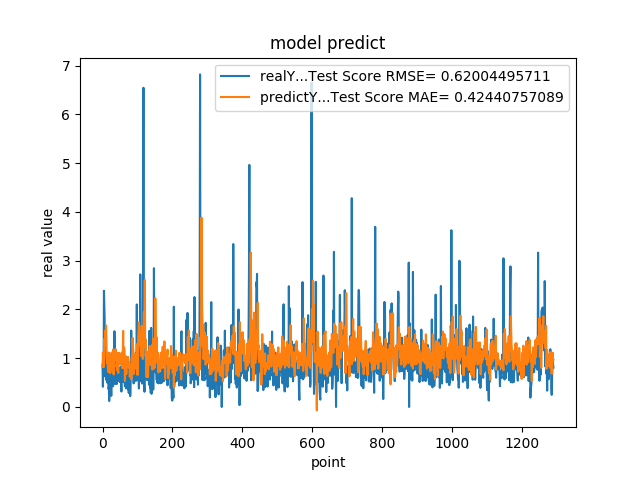 model predict
realY...Test Score RMSE= 0.62004495711
predictY...Test Score MAE= 0.42440757089
real value
7
6
5
4
3
2
1
0
0 200 400 600 800 1000 1200
point